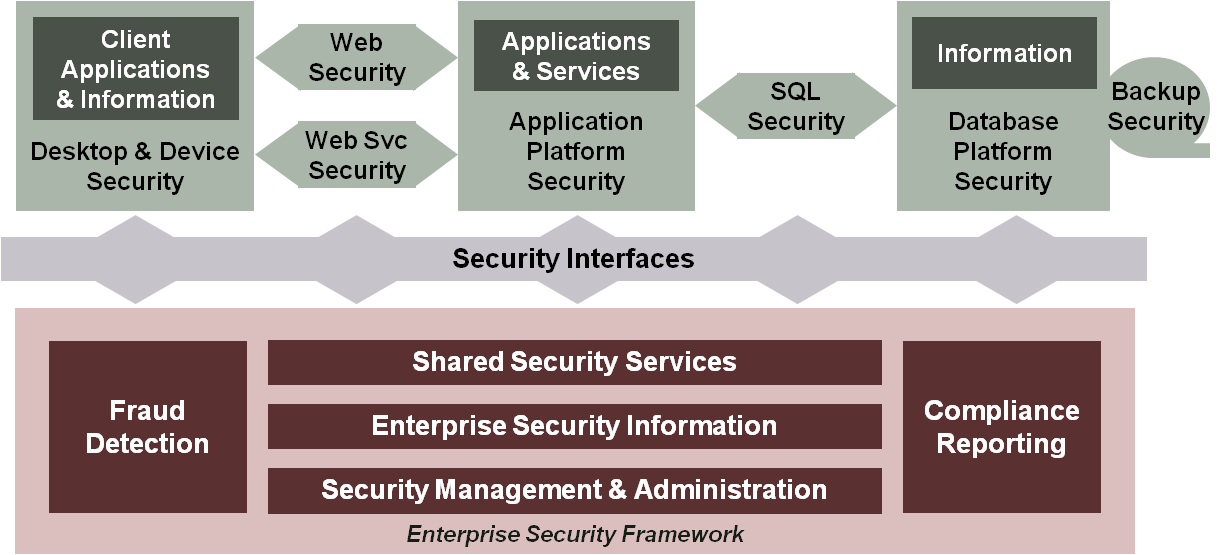 Client
Applications
& Information
Desktop & Device
Security
Web
Security
Web Svc
Security
Applications
& Services
Application
Platform
Security
SQL
Security
Information
Database
Platform
Security
Backup
Security
Security Interfaces
Fraud
Detection
Shared Security Services
Enterprise Security Information
Security Management & Administration
Compliance
Reporting
Enterprise Security Framework